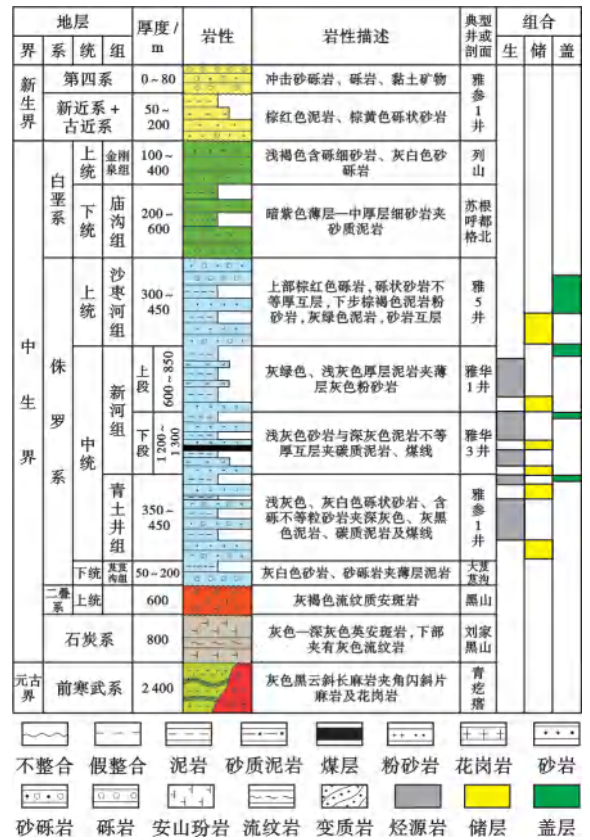 地层 厚度/m 岩性 岩性描述 典型井或剖面 组合
界 系 统 组 生 储 盖
新生界 第四系 0~80 冲击砂砾岩、砾岩、黏土矿物 雅参1井
新近系+古近系 50~200 棕红色泥岩、棕黄色砾状砂岩
中生界 白垩系 上统 金刚泉组 100~400 浅褐色含砾细砂岩、灰白色砂砾岩 列山
下统 庙沟组 200~600 暗紫色薄层—中厚层细砂岩夹砂质泥岩 苏根呼都格北
侏罗系 上统 沙枣河组 300~450 上部棕红色砾岩,砾状砂岩不等厚互层,下步棕褐色泥岩粉砂岩,灰绿色泥岩,砂岩互层 雅5井
中统 新河组 上段 600~850 灰绿色、浅灰色厚层泥岩夹薄层灰色粉砂岩 雅华1井
下段 1200~1300 浅灰色砂岩与深灰色泥岩不等厚互层夹碳质泥岩、煤线 雅华3井
青土井组 350~450 浅灰色、灰白色砾状砂岩、含砾不等粒砂岩夹深灰色、灰黑色泥岩、碳质泥岩及煤线 雅参1井
下统 芨芨沟组 50~200 灰白色砂岩、砂砾岩夹薄层泥岩 大芨芨沟
二叠系 上统 600 灰褐色流纹质安斑岩 黑山
石炭系 800 灰色—深灰色英安斑岩,下部夹有灰色流纹岩 刘家黑山
元古界 前寒武系 2400 灰色黑云斜长麻岩夹角闪斜片麻岩及花岗岩 青疙瘩
不整合 假整合 泥岩 砂质泥岩 煤层 粉砂岩 花岗岩 砂岩
砂砾岩 砾岩 安山玢岩 流纹岩 变质岩 烃源岩 储层 盖层